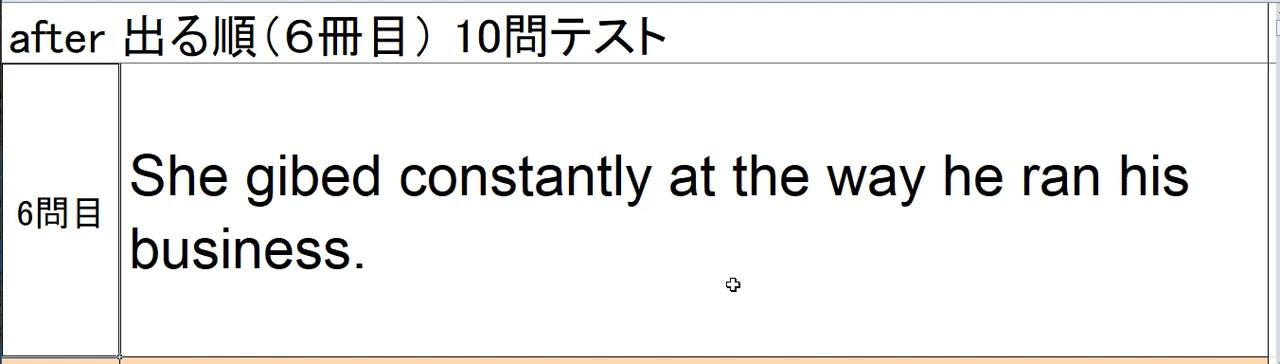 after 出る順（６冊目） 10問テスト
6問目
She gibed constantly at the way he ran his
business.